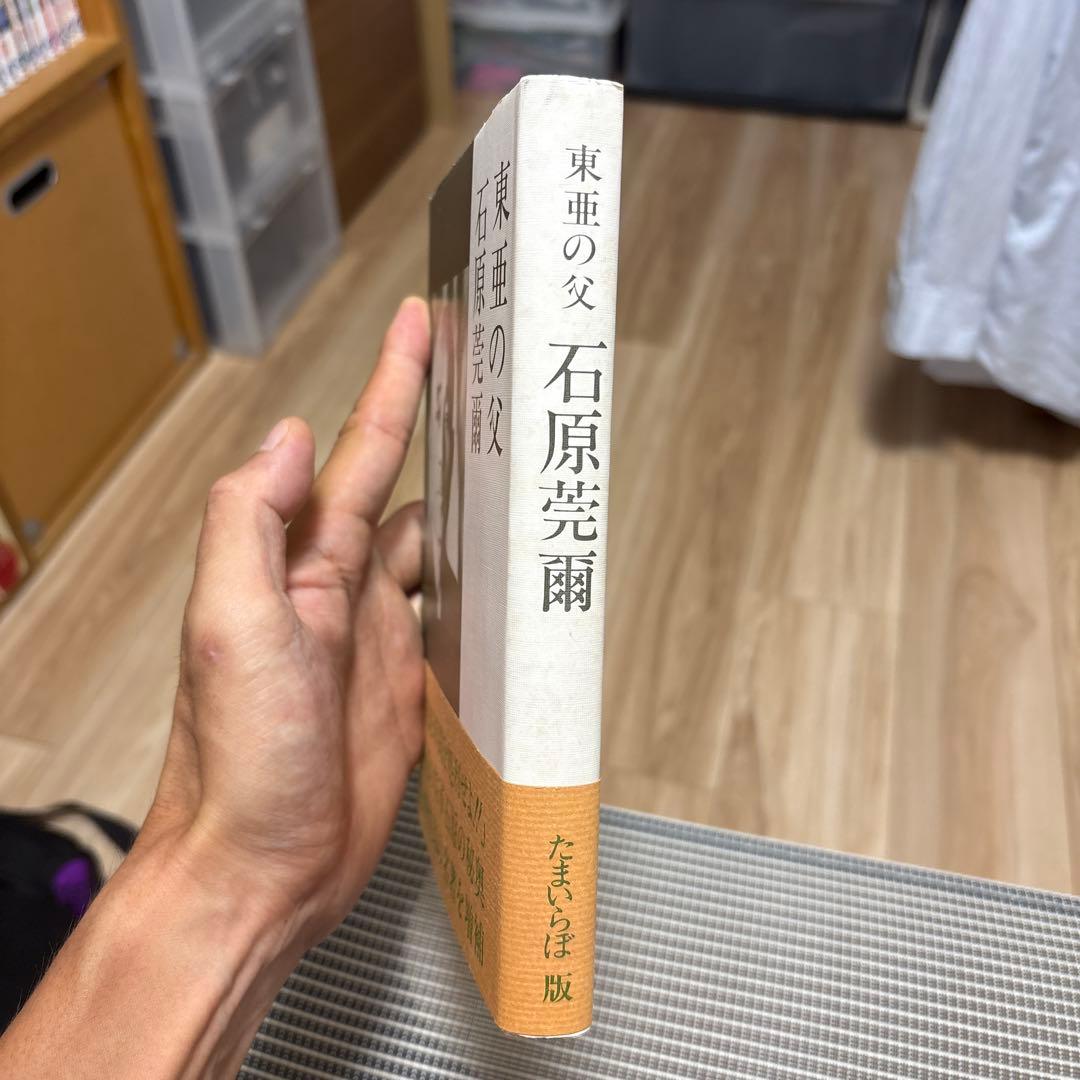 東亜の父 石原莞爾
たまいらぼ 版
東亜の父
石原莞爾